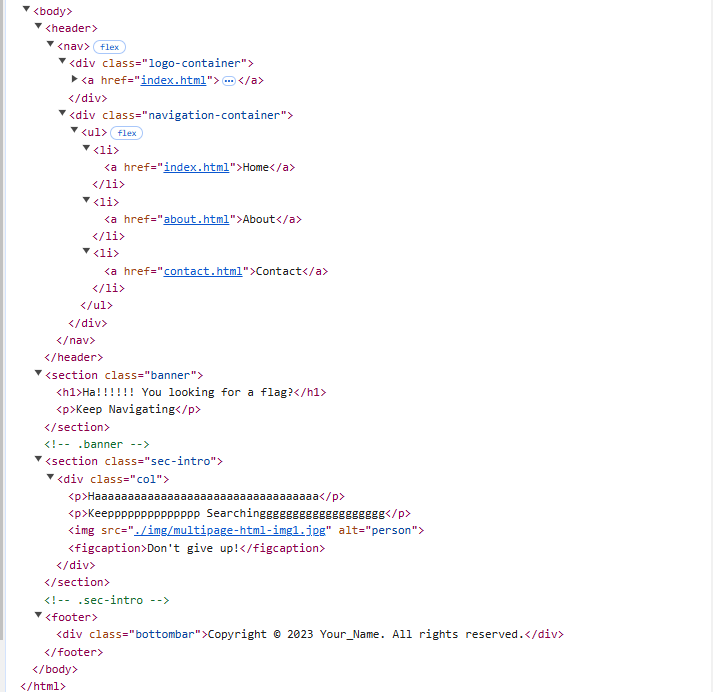 <body>
<header>
<nav> flex
<div class="logo-container">
<a href="index.html"> ⋯ </a>
</div>
<div class="navigation-container">
<ul> flex
<li>
<a href="index.html">Home</a>
</li>
<li>
<a href="about.html">About</a>
</li>
<li>
<a href="contact.html">Contact</a>
</li>
</ul>
</div>
</nav>
</header>
<section class="banner">
<h1>Ha!!!!!! You looking for a flag?</h1>
<p>Keep Navigating</p>
</section>
<!-- .banner -->
<section class="sec-intro">
<div class="col">
<p>Haaaaaaaaaaaaaaaaaaaaaaaaaaaaaaaaaa</p>
<p>Keepppppppppppppp Searchinggggggggggggggggggg</p>
<img src="./img/multipage-html-img1.jpg" alt="person">
<figcaption>Don't give up!</figcaption>
</div>
</section>
<!-- .sec-intro -->
<footer>
<div class="bottombar">Copyright © 2023 Your_Name. All rights reserved.</div>
</footer>
</body>
</html>